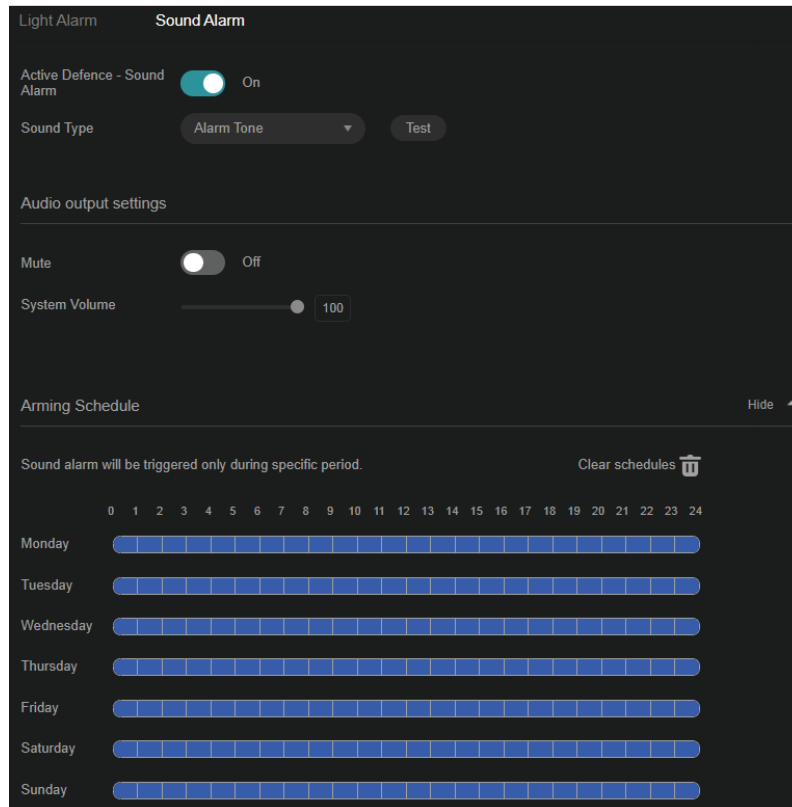 Light Alarm Sound Alarm
Active Defence - Sound
Alarm
On
Sound Type Alarm Tone Test
Audio output settings
Mute Off
System Volume 100
Arming Schedule Hide
Sound alarm will be triggered only during specific period. Clear schedules
0 1 2 3 4 5 6 7 8 9 10 11 12 13 14 15 16 17 18 19 20 21 22 23 24
Monday
Tuesday
Wednesday
Thursday
Friday
Saturday
Sunday